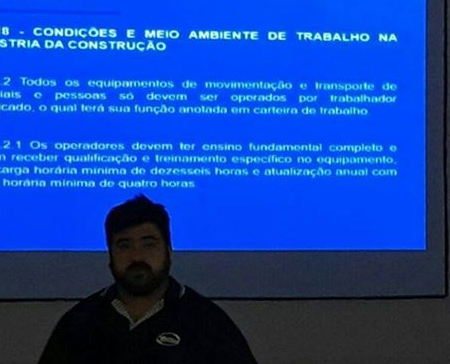 8 - CONDIÇÕES E MEIO AMBIENTE DE TRABALHO NA
STRIA DA CONSTRUÇÃO
.2 Todos os equipamentos de movimentação e transporte de
iais e pessoas só devem ser operados por trabalhador
icado, o qual terá sua função anotada em carteira de trabalho.
.2.1 Os operadores devem ter ensino fundamental completo e
m receber qualificação e treinamento específico no equipamento,
carga horária mínima de dezesseis horas e atualização anual com
horária mínima de quatro horas.